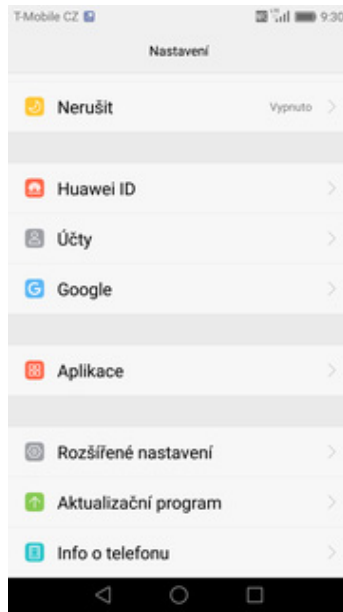 T-Mobile CZ 9:30
Nastavení
Nerušit Vypnuto
Huawei ID
Účty
Google
Aplikace
Rozšířené nastavení
Aktualizační program
Info o telefonu